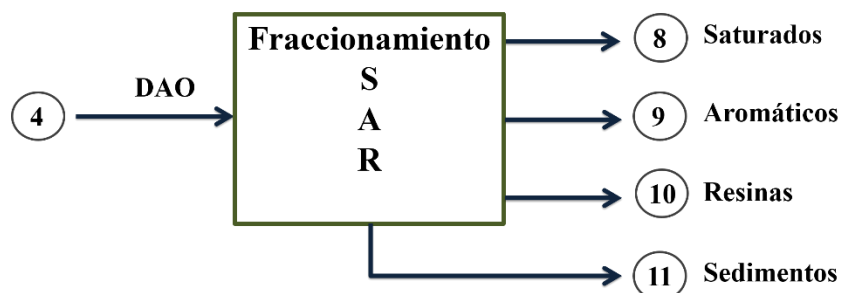 Fraccionamiento
S
A
R
4
DAO
8 Saturados
9 Aromáticos
10 Resinas
11 Sedimentos